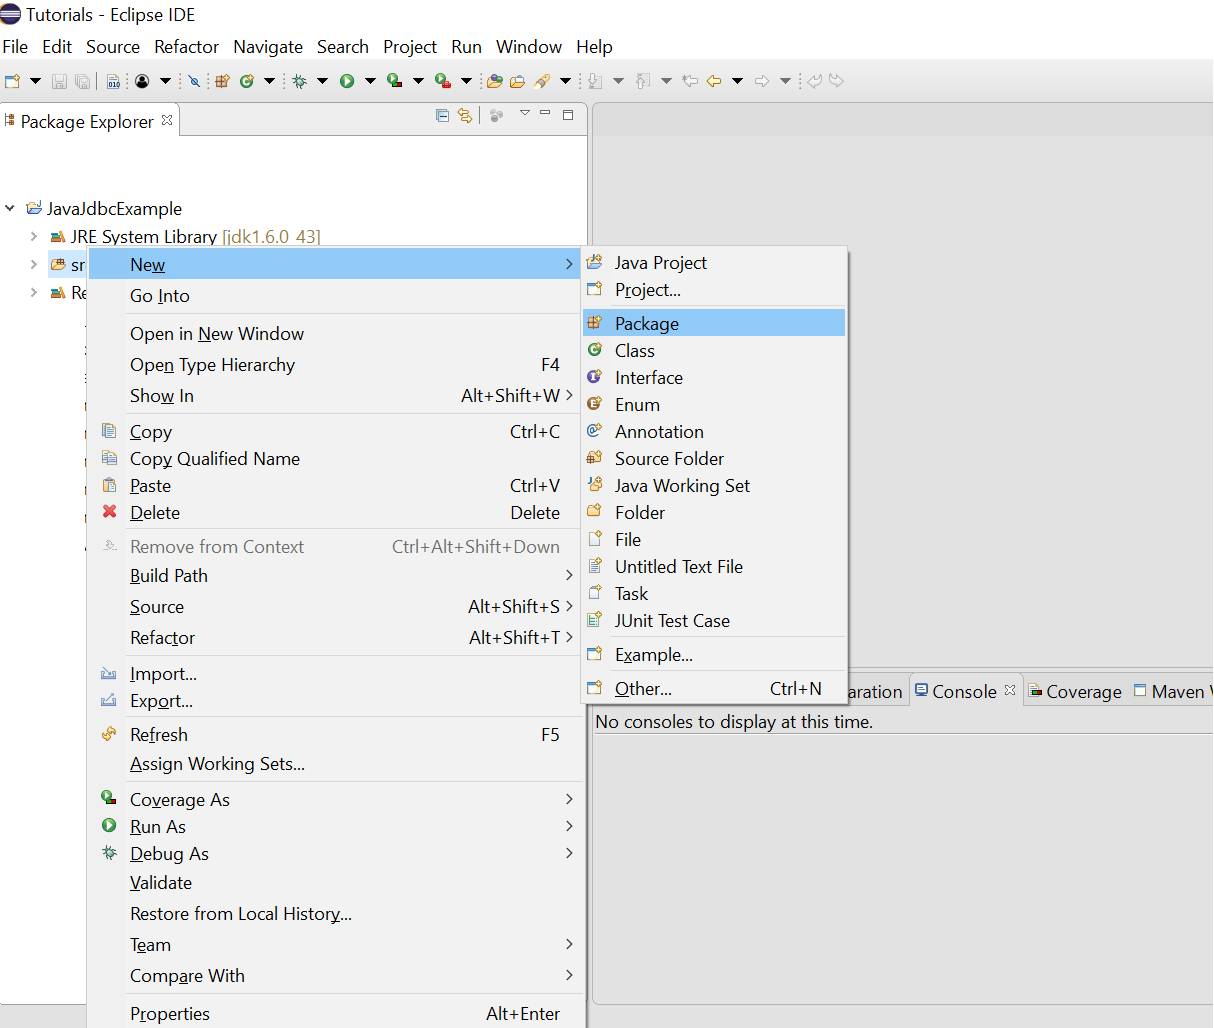 Tutorials - Eclipse IDE
File Edit Source Refactor Navigate Search Project Run Window Help
010
Package Explorer
JavaJdbcExample
JRE System Library [jdk1.6.0_43]
sr
Re
New
Go Into
Open in New Window
Open Type Hierarchy F4
Show In Alt+Shift+W
Copy Ctrl+C
Copy Qualified Name
Paste Ctrl+V
Delete Delete
Remove from Context Ctrl+Alt+Shift+Down
Build Path
Source Alt+Shift+S
Refactor Alt+Shift+T
Import...
Export...
Refresh F5
Assign Working Sets...
Coverage As
Run As
Debug As
Validate
Restore from Local History...
Team
Compare With
Properties Alt+Enter
Java Project
Project...
Package
Class
Interface
Enum
Annotation
Source Folder
Java Working Set
Folder
File
Untitled Text File
Task
JUnit Test Case
Example...
Other... Ctrl+N
aration Console Coverage Maven
No consoles to display at this time.